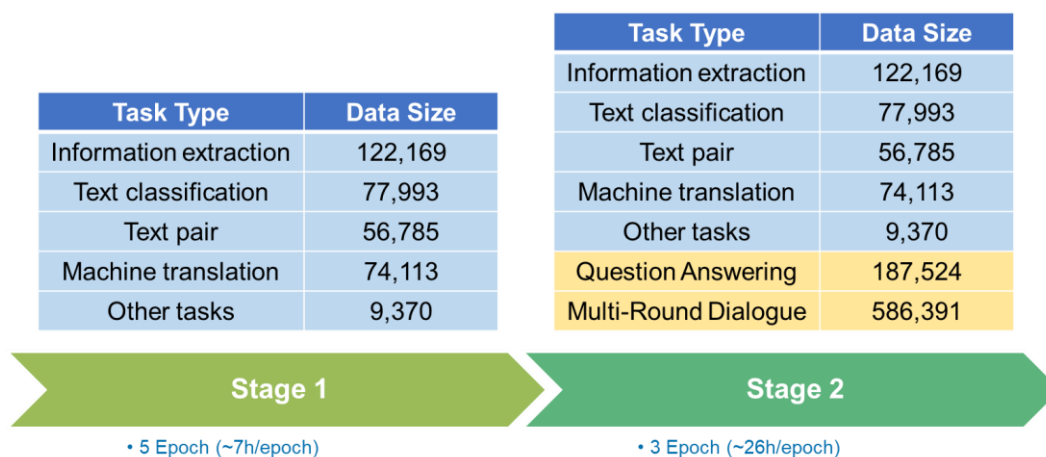 Task Type Data Size
Information extraction 122,169
Text classification 77,993
Text pair 56,785
Machine translation 74,113
Other tasks 9,370
Task Type Data Size
Information extraction 122,169
Text classification 77,993
Text pair 56,785
Machine translation 74,113
Other tasks 9,370
Question Answering 187,524
Multi-Round Dialogue 586,391
Stage 1
Stage 2
• 5 Epoch (~7h/epoch)
• 3 Epoch (~26h/epoch)